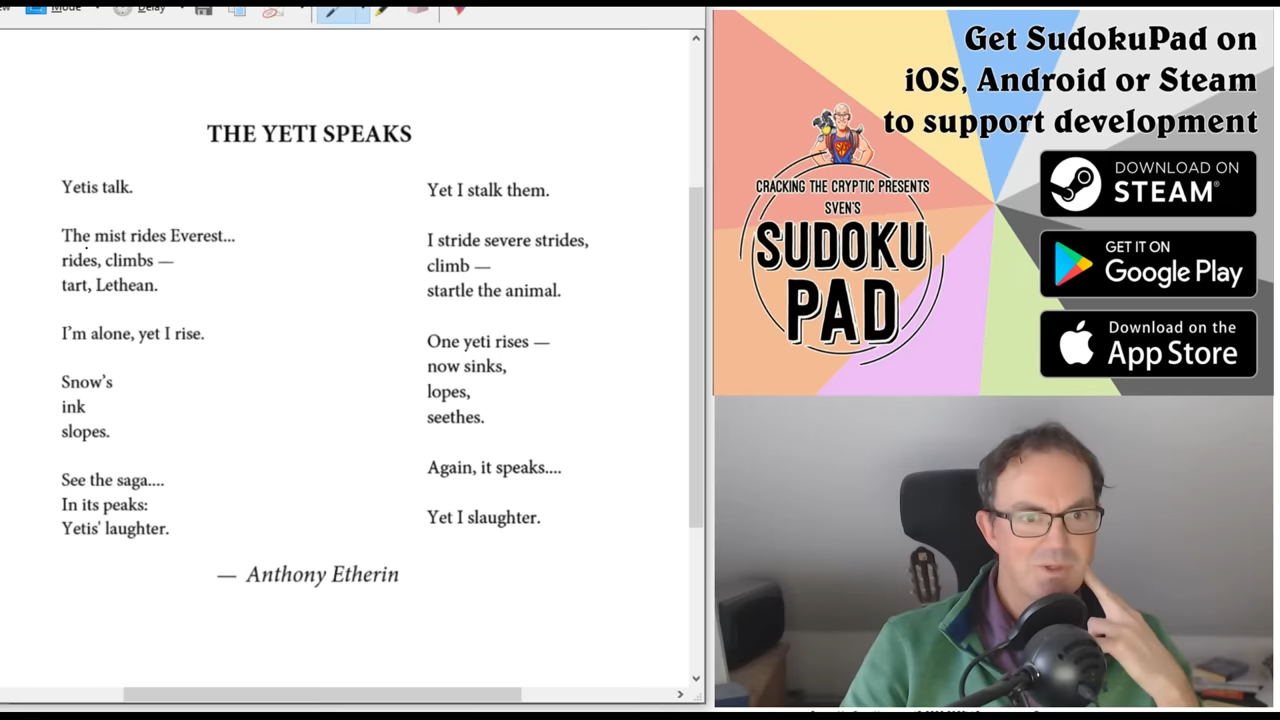 Mode
Delay
THE YETI SPEAKS
Yetis talk.
The mist rides Everest...
rides, climbs —
tart, Lethean.
I'm alone, yet I rise.
Snow's
ink
slopes.
See the saga....
In its peaks:
Yetis' laughter.
Yet I stalk them.
I stride severe strides,
climb —
startle the animal.
One yeti rises —
now sinks,
lopes,
seethes.
Again, it speaks....
Yet I slaughter.
— Anthony Etherin
Get SudokuPad on
iOS, Android or Steam
to support development
CRACKING THE CRYPTIC PRESENTS
SVEN'S
SUDOKU
PAD
DOWNLOAD ON
STEAM®
GET IT ON
Google Play
Download on the
App Store